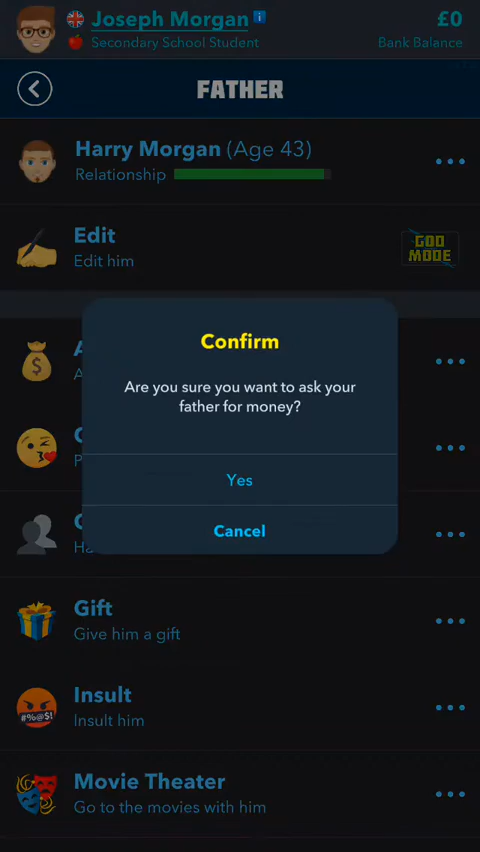 Joseph Morgan i
£0
Secondary School Student
Bank Balance
FATHER
Harry Morgan (Age 43)
Relationship
Edit
Edit him
GOD
MODE
Confirm
Are you sure you want to ask your
father for money?
Yes
Cancel
Gift
Give him a gift
#%@$!
Insult
Insult him
Movie Theater
Go to the movies with him